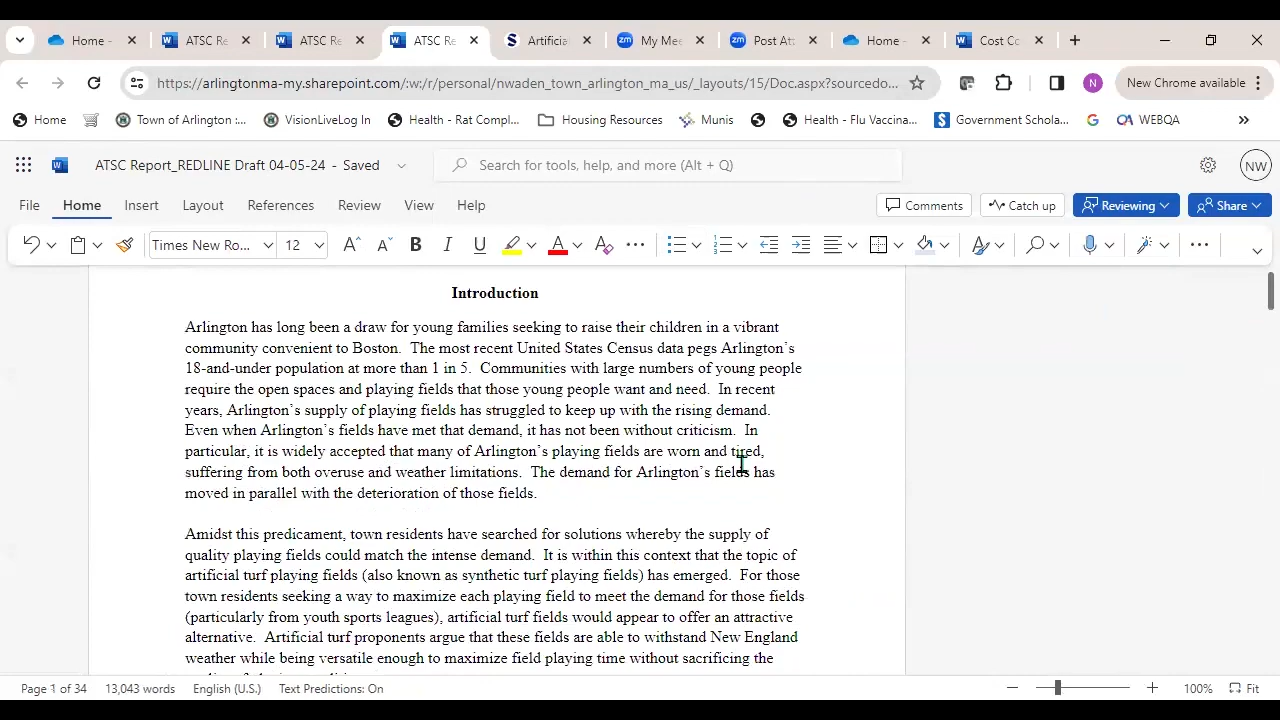 Home -
ATSC Re
ATSC Re
ATSC Re
S Artificia
zm My Mee
zm Post At
Home -
Cost Co
https://arlingtonma-my.sharepoint.com/:w:/r/personal/nwaden_town_arlington_ma_us/_layouts/15/Doc.aspx?sourcedo...
N
New Chrome available
Home
Town of Arlington :...
VisionLiveLog In
Health - Rat Compl...
Housing Resources
Munis
Health - Flu Vaccina...
Government Schola...
WEBQA
ATSC Report_REDLINE Draft 04-05-24 - Saved
Search for tools, help, and more (Alt + Q)
NW
File Home Insert Layout References Review View Help
Comments
Catch up
Reviewing
Share
Times New Ro... 12
Introduction
Arlington has long been a draw for young families seeking to raise their children in a vibrant
community convenient to Boston. The most recent United States Census data pegs Arlington's
18-and-under population at more than 1 in 5. Communities with large numbers of young people
require the open spaces and playing fields that those young people want and need. In recent
years, Arlington's supply of playing fields has struggled to keep up with the rising demand.
Even when Arlington's fields have met that demand, it has not been without criticism. In
particular, it is widely accepted that many of Arlington's playing fields are worn and tired,
suffering from both overuse and weather limitations. The demand for Arlington's fields has
moved in parallel with the deterioration of those fields.
Amidst this predicament, town residents have searched for solutions whereby the supply of
quality playing fields could match the intense demand. It is within this context that the topic of
artificial turf playing fields (also known as synthetic turf playing fields) has emerged. For those
town residents seeking a way to maximize each playing field to meet the demand for those fields
(particularly from youth sports leagues), artificial turf fields would appear to offer an attractive
alternative. Artificial turf proponents argue that these fields are able to withstand New England
weather while being versatile enough to maximize field playing time without sacrificing the
Page 1 of 34 13,043 words English (U.S.) Text Predictions: On
100% Fit